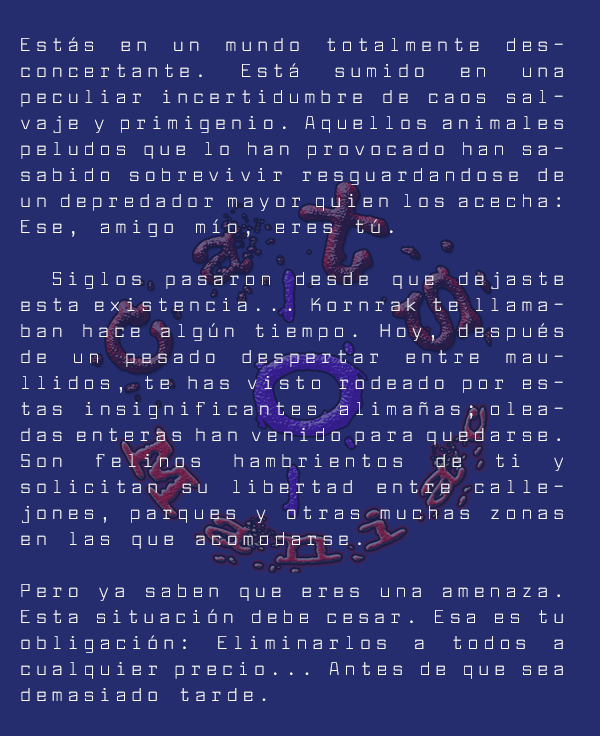 Estás en un mundo totalmente des-
concertante. Está sumido en una
peculiar incertidumbre de caos sal-
vaje y primigenio. Aquellos animales
peludos que lo han provocado han sa-
sabido sobrevivir resguardandose de
un depredador mayor quien los acecha:
Ese, amigo mío, eres tú.
Siglos pasaron desde que dejaste
esta existencia... Kornrak te llama-
ban hace algún tiempo. Hoy, después
de un pesado despertar entre mau-
llidos, te has visto rodeado por es-
tas insignificantes alimañas; olea-
das enteras han venido para quedarse.
Son felinos hambrientos de ti y
solicitan su libertad entre calle-
jones, parques y otras muchas zonas
en las que acomodarse.
Pero ya saben que eres una amenaza.
Esta situación debe cesar. Esa es tu
obligación: Eliminarlos a todos a
cualquier precio... Antes de que sea
demasiado tarde.